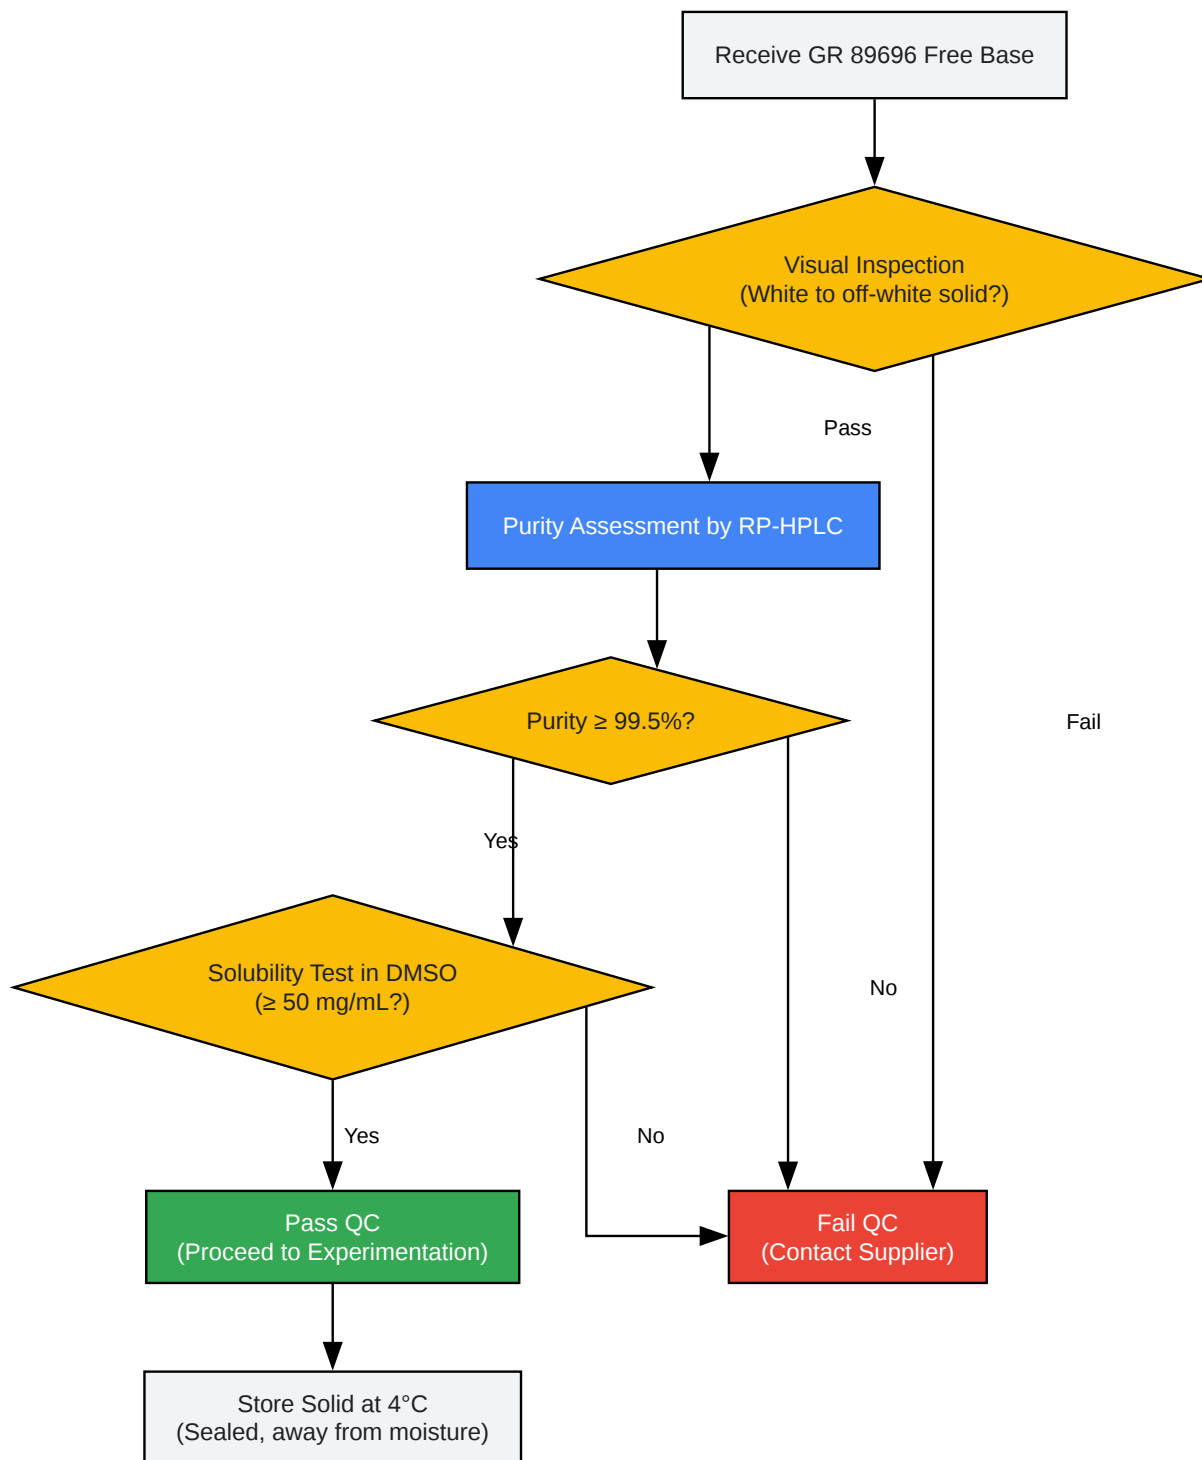 Receive GR 89696 Free Base
Visual Inspection
(White to off-white solid?)
Pass
Purity Assessment by RP-HPLC
Purity ≥ 99.5%?
Fail
Yes
Solubility Test in DMSO
(≥ 50 mg/mL?)
No
Yes
No
Pass QC
(Proceed to Experimentation)
Fail QC
(Contact Supplier)
Store Solid at 4°C
(Sealed, away from moisture)